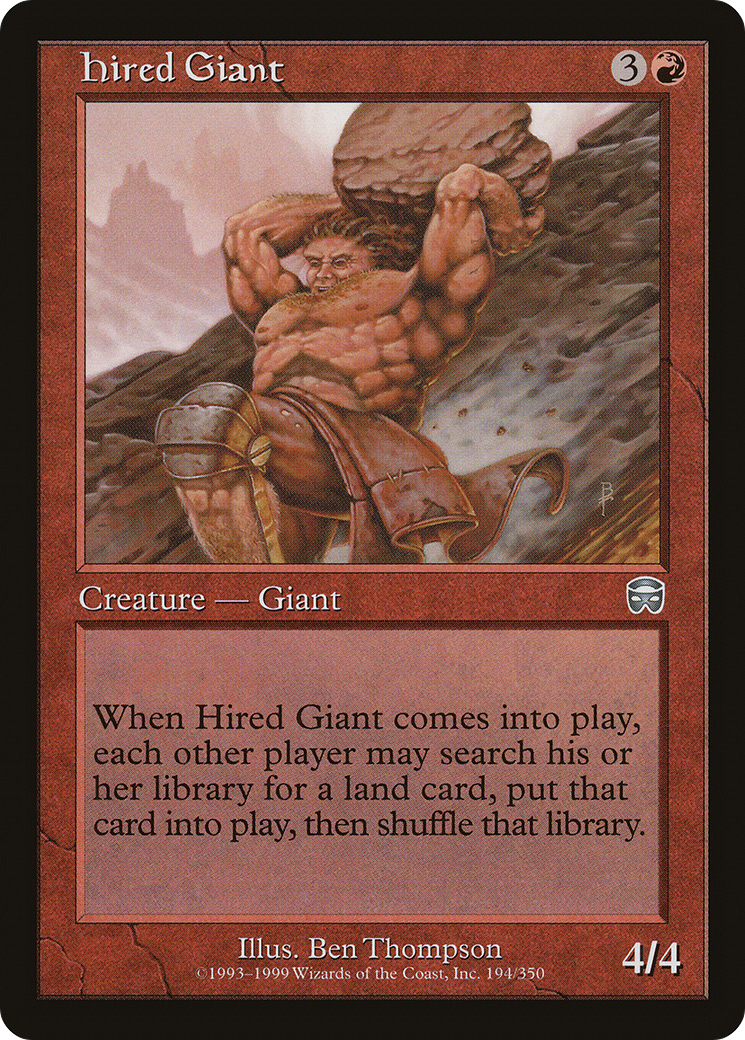 Hired Giant
3
Creature — Giant
When Hired Giant comes into play,
each other player may search his or
her library for a land card, put that
card into play, then shuffle that library.
Illus. Ben Thompson
©1993–1999 Wizards of the Coast, Inc. 194/350
4/4